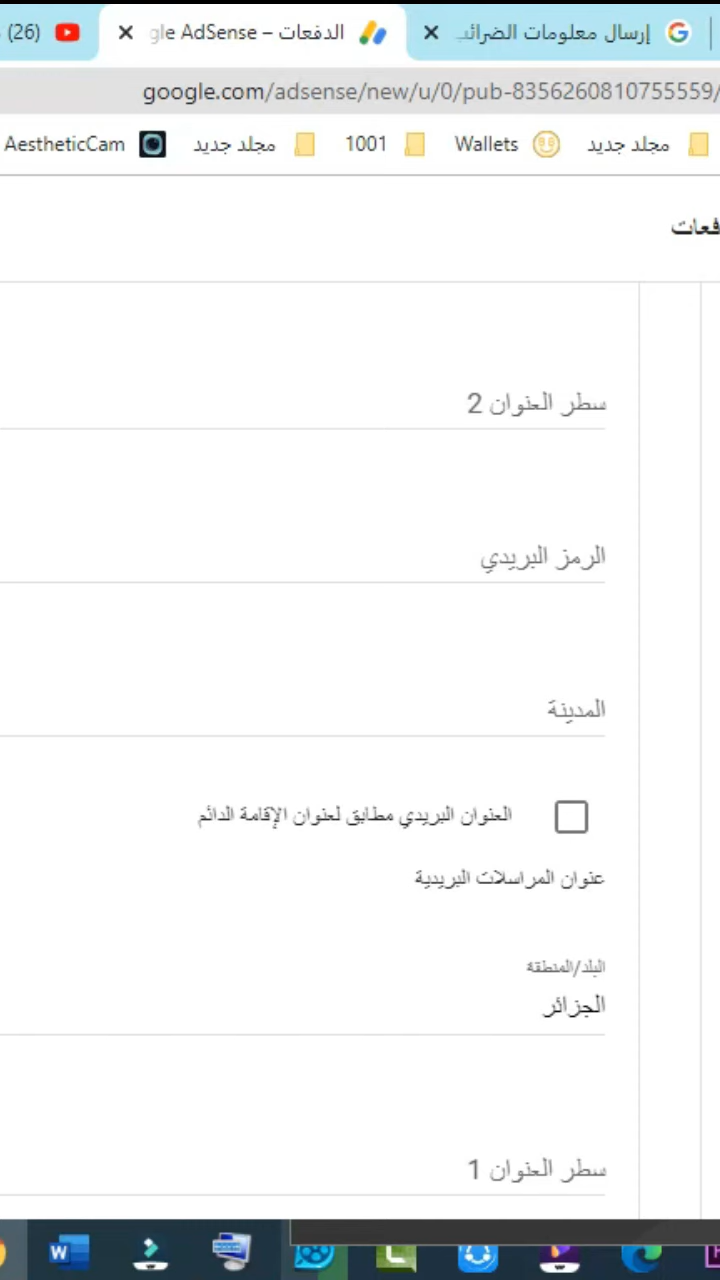 إرسال معلومات الضرائب
الدفعات – gle AdSense
(26)
google.com/adsense/new/u/0/pub-8356260810755559/
مجلد جديد
Wallets
1001
مجلد جديد
AestheticCam
فعات
سطر العنوان 2
الرمز البريدي
المدينة
العنوان البريدي مطابق لعنوان الإقامة الدائم
عنوان المراسلات البريدية
البلد/المنطقة
الجزائر
سطر العنوان 1